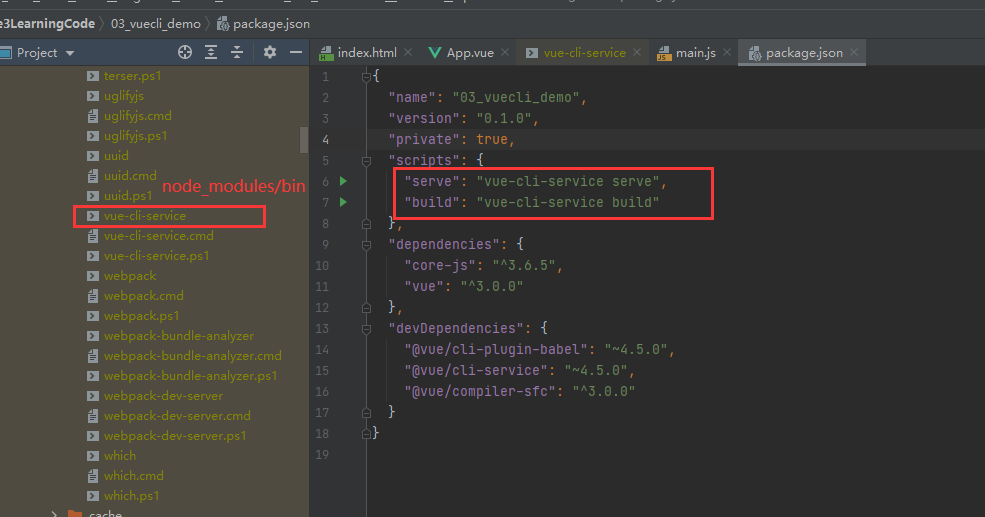 e3LearningCode 03_vuecli_demo package.json
Project
index.html App.vue vue-cli-service main.js package.json
terser.ps1
uglifyjs
uglifyjs.cmd
uglifyjs.ps1
uuid
uuid.cmd
uuid.ps1
node_modules/bin
vue-cli-service
vue-cli-service.cmd
vue-cli-service.ps1
webpack
webpack.cmd
webpack.ps1
webpack-bundle-analyzer
webpack-bundle-analyzer.cmd
webpack-bundle-analyzer.ps1
webpack-dev-server
webpack-dev-server.cmd
webpack-dev-server.ps1
which
which.cmd
which.ps1
cache
1 {
2 "name": "03_vuecli_demo",
3 "version": "0.1.0",
4 "private": true,
5 "scripts": {
6 "serve": "vue-cli-service serve",
7 "build": "vue-cli-service build"
8 },
9 "dependencies": {
10 "core-js": "^3.6.5",
11 "vue": "^3.0.0"
12 },
13 "devDependencies": {
14 "@vue/cli-plugin-babel": "~4.5.0",
15 "@vue/cli-service": "~4.5.0",
16 "@vue/compiler-sfc": "^3.0.0"
17 }
18 }
19